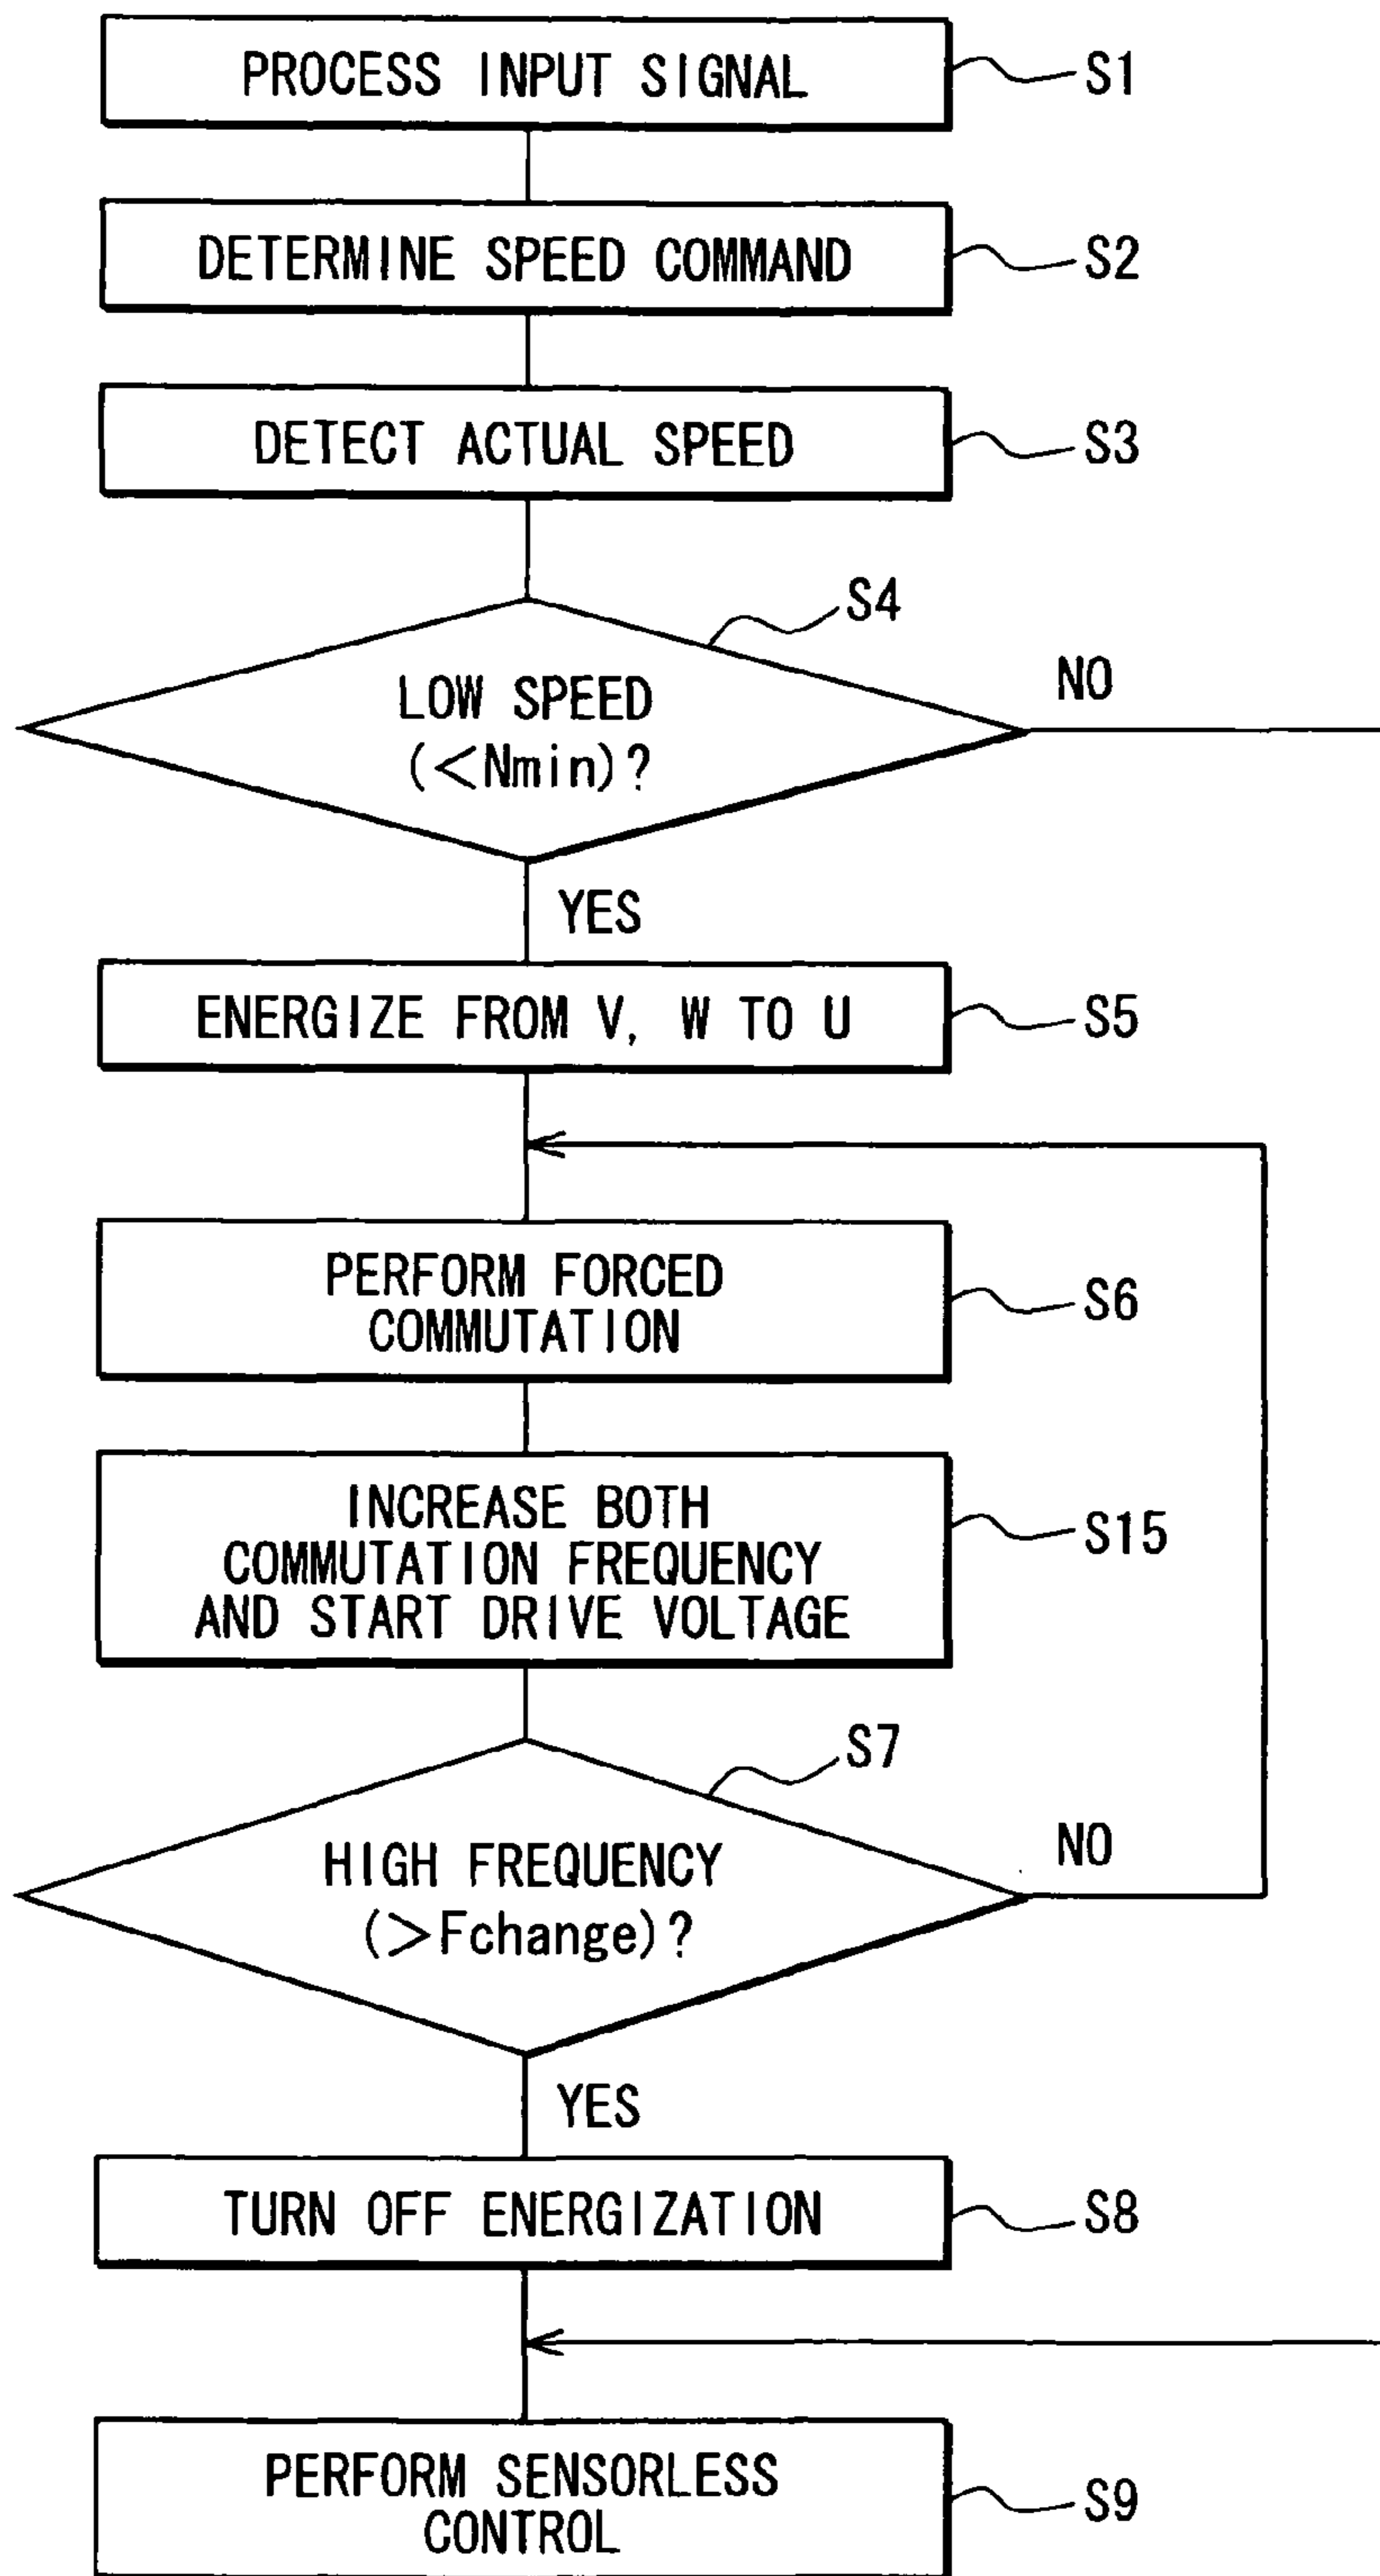 PROCESS INPUT SIGNAL
S1
DETERMINE SPEED COMMAND
S2
DETECT ACTUAL SPEED
S3
S4
LOW SPEED
(<Nmin)?
NO
YES
ENERGIZE FROM V, W TO U
S5
PERFORM FORCED
COMMUTATION
S6
INCREASE BOTH
COMMUTATION FREQUENCY
AND START DRIVE VOLTAGE
S15
S7
HIGH FREQUENCY
(>Fchange)?
NO
YES
TURN OFF ENERGIZATION
S8
PERFORM SENSORLESS
CONTROL
S9